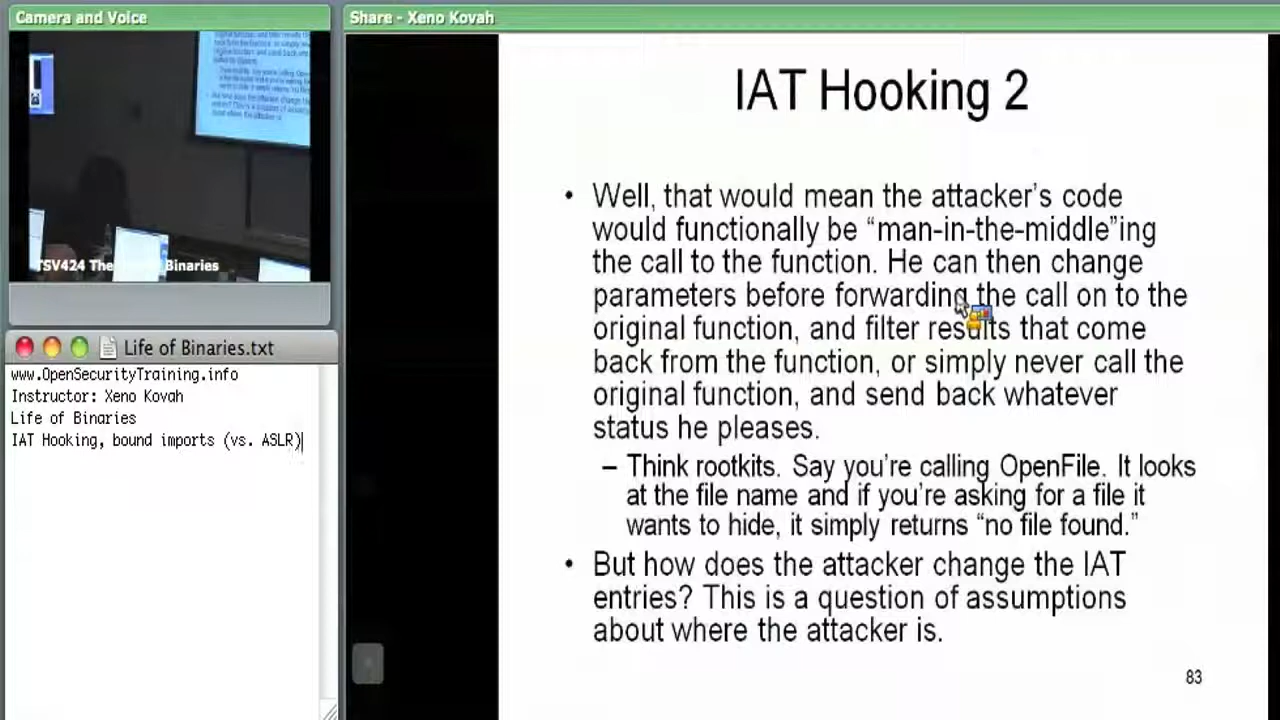 Camera and Voice
TSV424 The Binaries
Life of Binaries.txt
www.OpenSecurityTraining.info
Instructor: Xeno Kovah
Life of Binaries
IAT Hooking, bound imports (vs. ASLR)
Share - Xeno Kovah
IAT Hooking 2
• Well, that would mean the attacker's code
would functionally be “man-in-the-middle”ing
the call to the function. He can then change
parameters before forwarding the call on to the
original function, and filter results that come
back from the function, or simply never call the
original function, and send back whatever
status he pleases.
– Think rootkits. Say you're calling OpenFile. It looks
at the file name and if you're asking for a file it
wants to hide, it simply returns “no file found.”
• But how does the attacker change the IAT
entries? This is a question of assumptions
about where the attacker is.
83